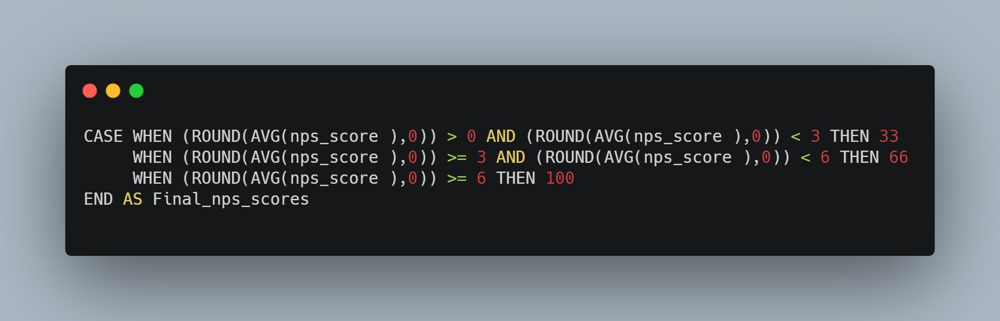 CASE WHEN (ROUND(AVG(nps_score ),0)) > 0 AND (ROUND(AVG(nps_score ),0)) < 3 THEN 33
WHEN (ROUND(AVG(nps_score ),0)) >= 3 AND (ROUND(AVG(nps_score ),0)) < 6 THEN 66
WHEN (ROUND(AVG(nps_score ),0)) >= 6 THEN 100
END AS Final_nps_scores